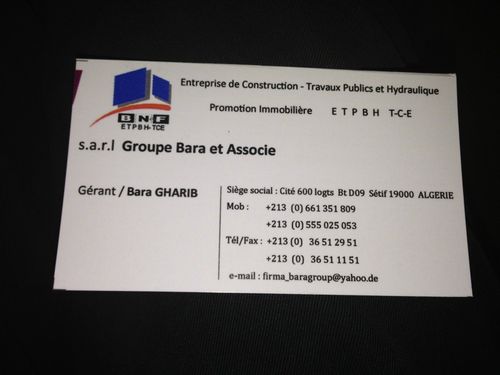 Entreprise de Construction - Travaux Publics et Hydraulique
Promotion Immobilière E T P B H T-C-E
BNF
ETPBH-TCE
s.a.r.l Groupe Bara et Associe
Gérant / Bara GHARIB
Siège social : Cité 600 logts Bt D09 Sétif 19000 ALGERIE
Mob : +213 (0) 661 351 809
+213 (0) 555 025 053
Tél/Fax : +213 (0) 36 51 29 51
+213 (0) 36 51 11 51
e-mail : firma_baragroup@yahoo.de